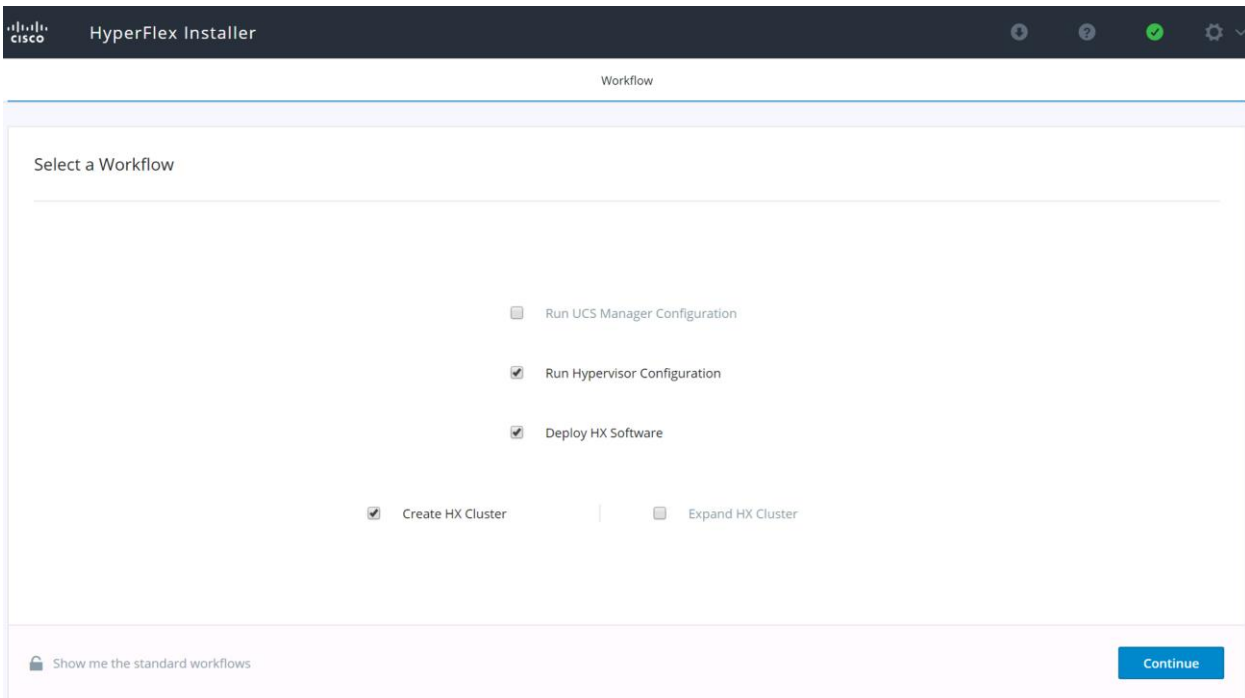 CISCO
HyperFlex Installer
Workflow
Select a Workflow
Run UCS Manager Configuration
Run Hypervisor Configuration
Deploy HX Software
Create HX Cluster
Expand HX Cluster
Show me the standard workflows
Continue